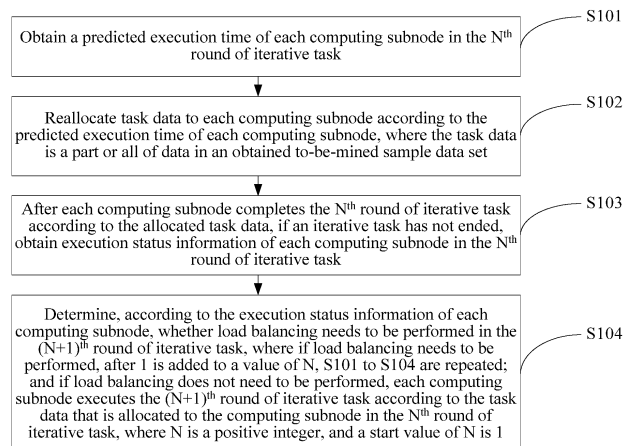 S101
Obtain a predicted execution time of each computing subnode in the Nth
round of iterative task
S102
Reallocate task data to each computing subnode according to the
predicted execution time of each computing subnode, where the task data
is a part or all of data in an obtained to-be-mined sample data set
S103
After each computing subnode completes the Nth round of iterative task
according to the allocated task data, if an iterative task has not ended,
obtain execution status information of each computing subnode in the Nth
round of iterative task
S104
Determine, according to the execution status information of each
computing subnode, whether load balancing needs to be performed in the
(N+1)th round of iterative task, where if load balancing needs to be
performed, after 1 is added to a value of N, S101 to S104 are repeated;
and if load balancing does not need to be performed, each computing
subnode executes the (N+1)th round of iterative task according to the task
data that is allocated to the computing subnode in the Nth round of
iterative task, where N is a positive integer, and a start value of N is 1